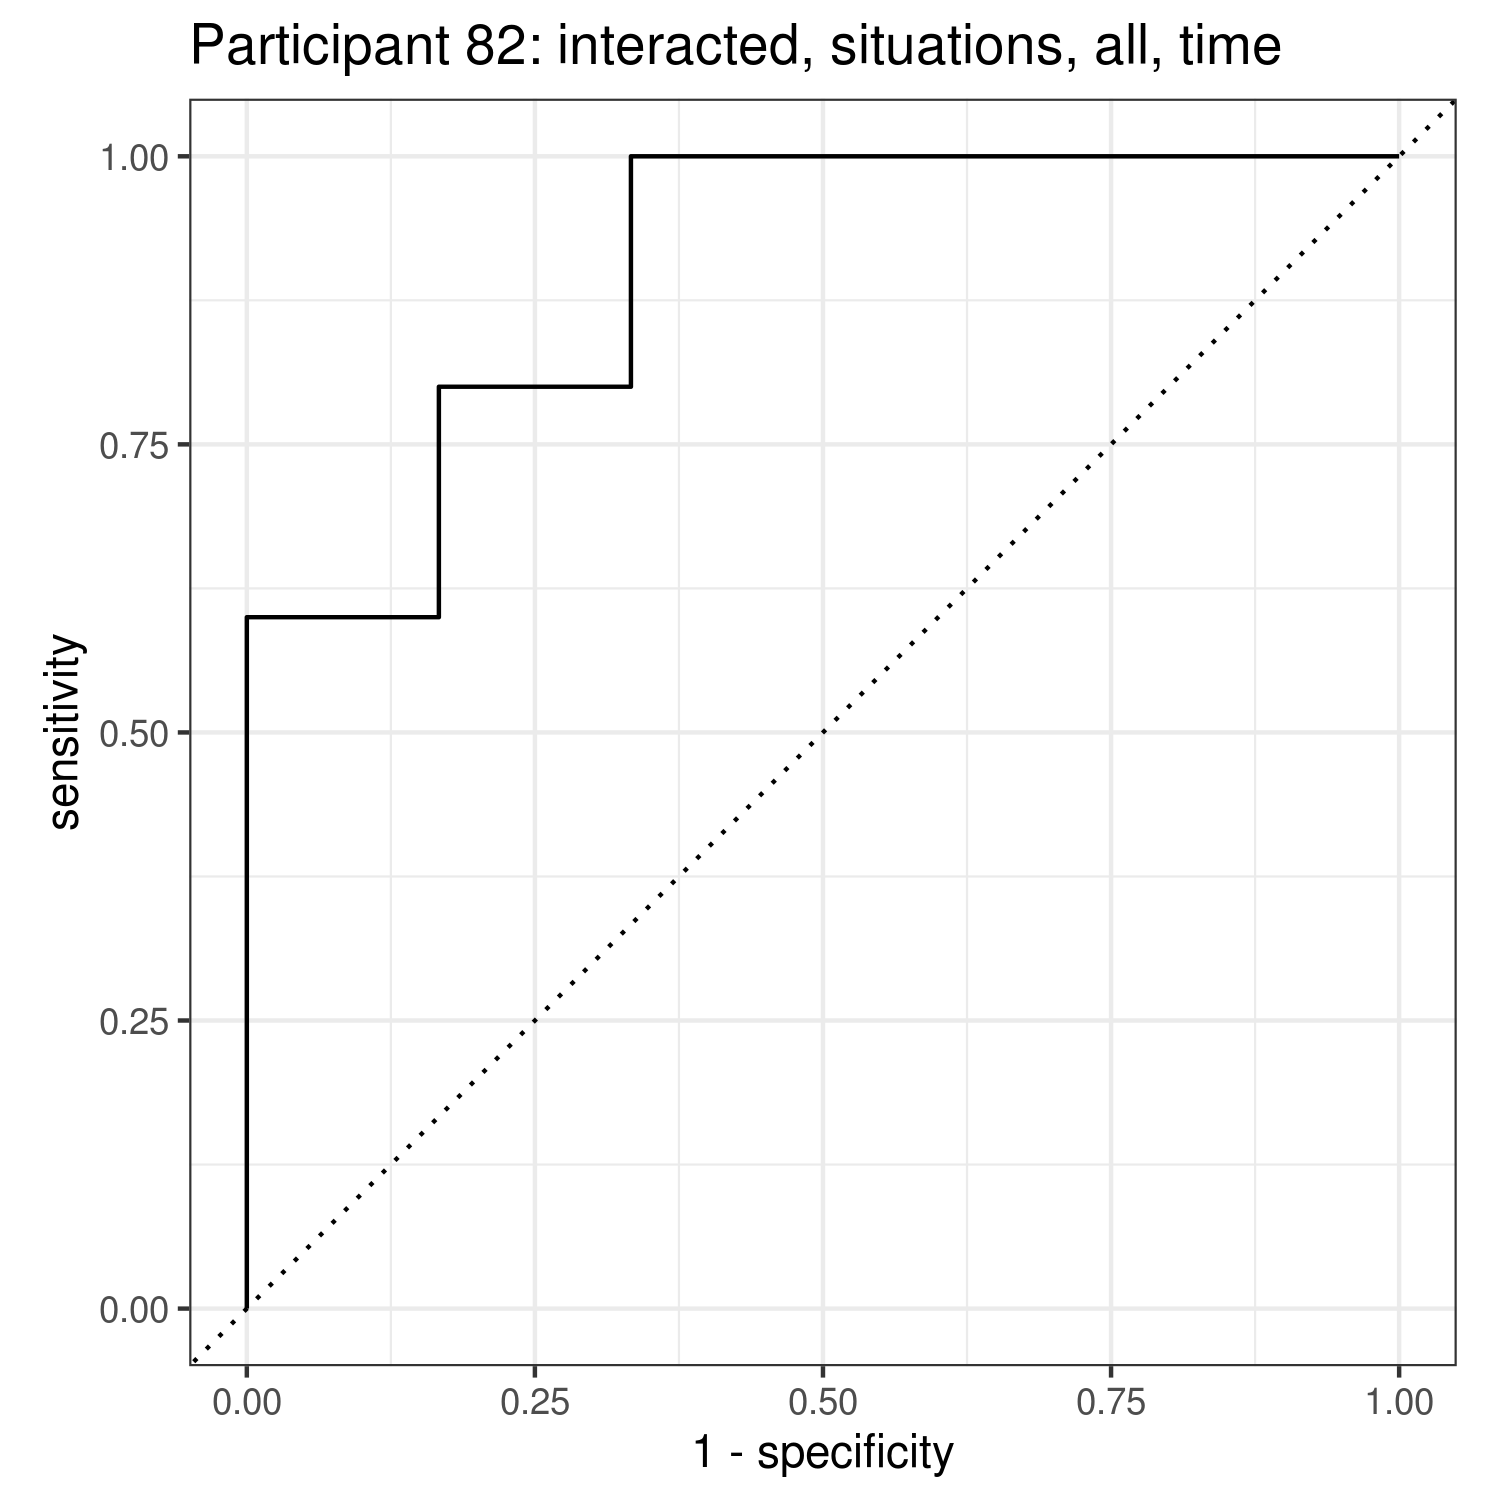 Participant 82: interacted, situations, all, time
1.00
0.75
0.50
0.25
0.00
sensitivity
0.00 0.25 0.50 0.75 1.00
1 - specificity